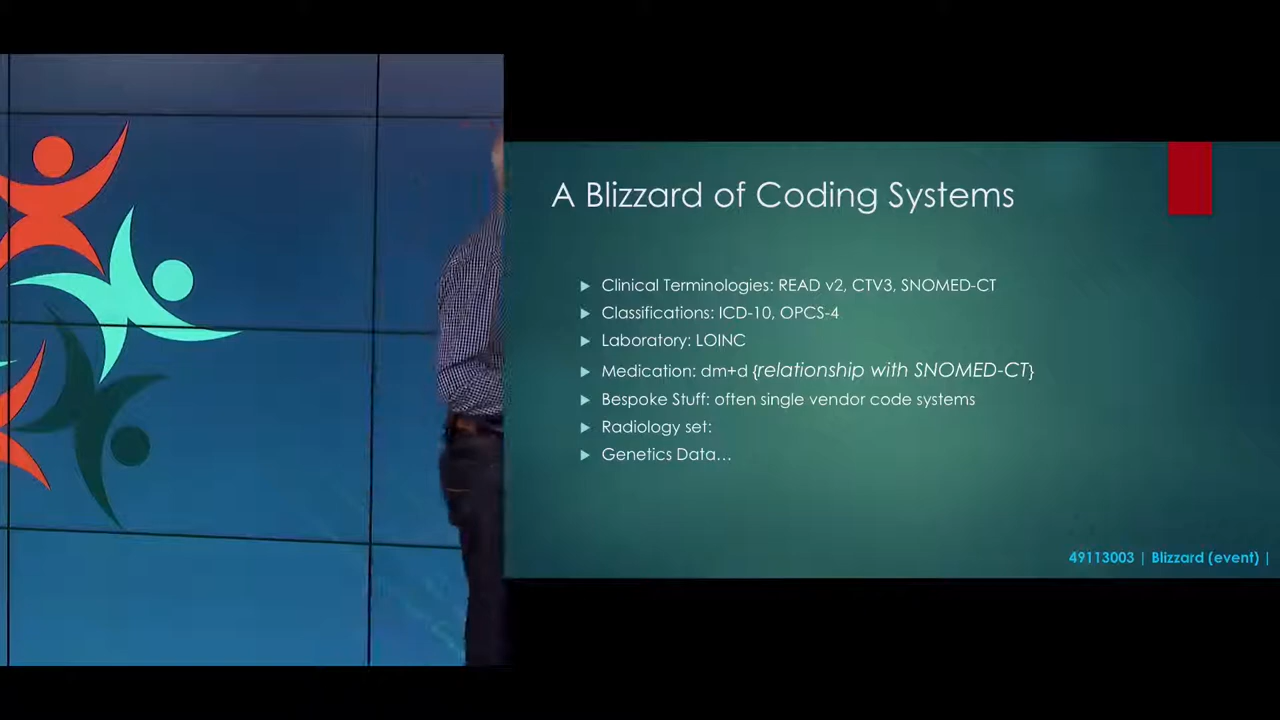 A Blizzard of Coding Systems
Clinical Terminologies: READ v2, CTV3, SNOMED-CT
Classifications: ICD-10, OPCS-4
Laboratory: LOINC
Medication: dm+d {relationship with SNOMED-CT}
Bespoke Stuff: often single vendor code systems
Radiology set:
Genetics Data…
49113003 | Blizzard (event) |